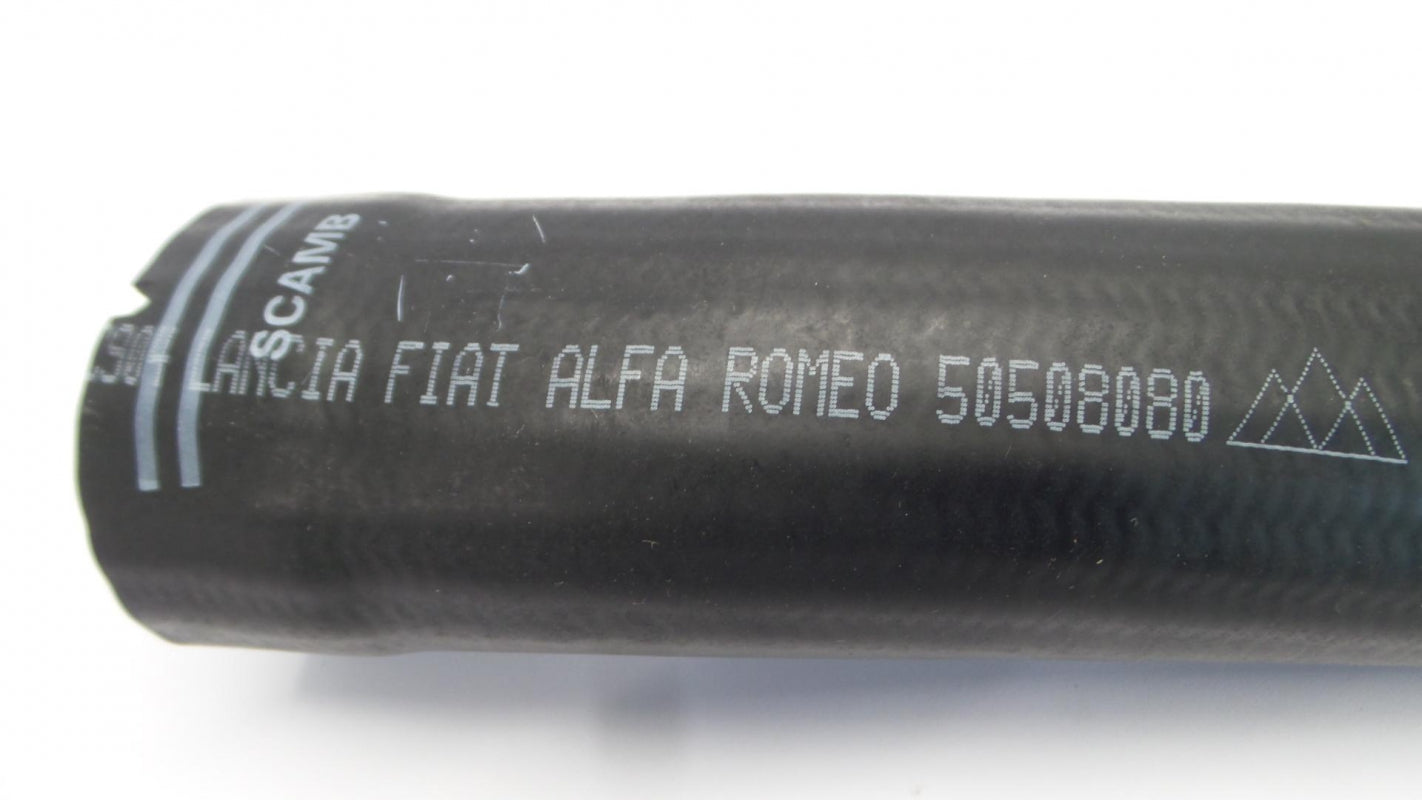 SCAMB
LANCIA FIAT ALFA ROMEO 50508080